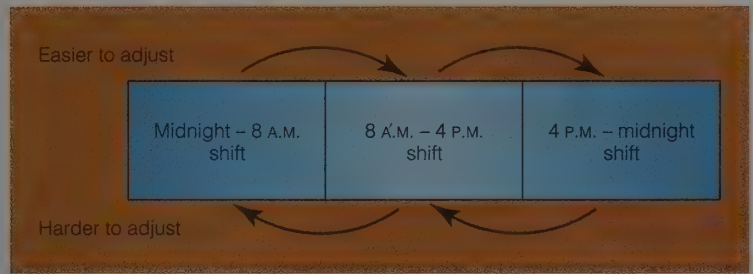 Easier to adjust
Midnight – 8 A.M.
shift
8 A.M. – 4 P.M.
shift
4 P.M. – midnight
shift
Harder to adjust